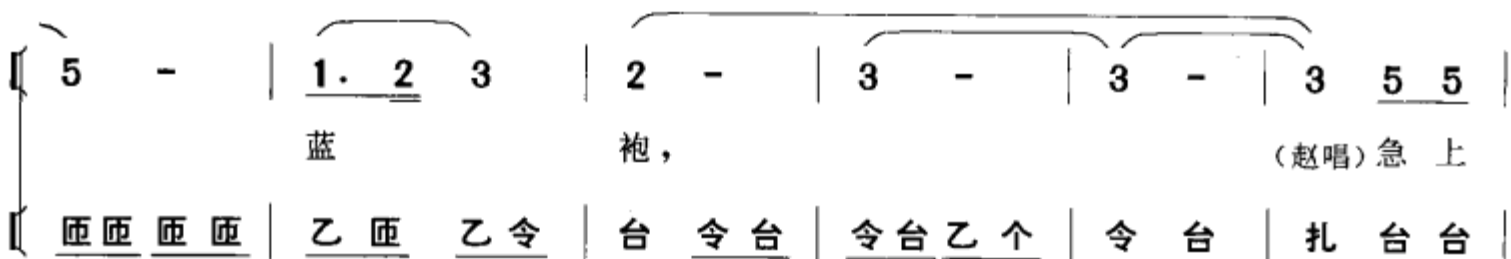 5 - | 1. 2 3 | 2 - | 3 - | 3 - | 3 5 5 |
蓝 袍， （赵唱）急 上
匝匝 匝匝 | 乙匝 乙令 | 台 令台 | 令台乙个 | 令 台 | 扎 台台 |